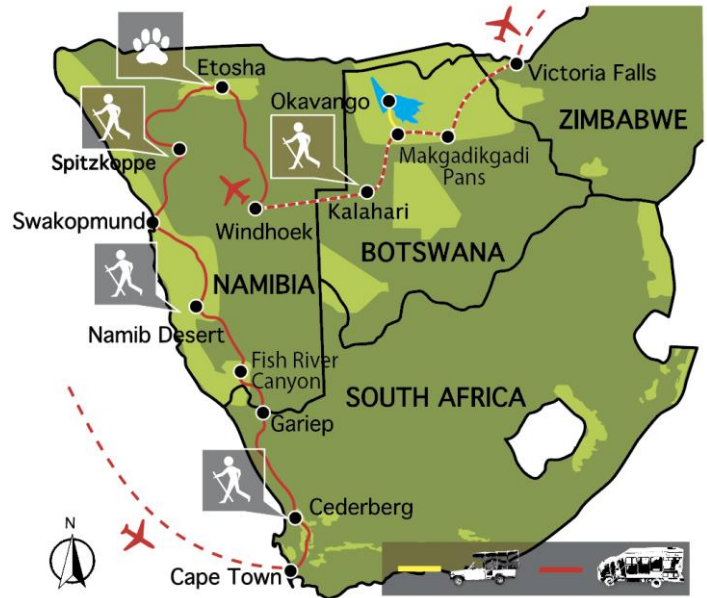 Etosha
Victoria Falls
Okavango
ZIMBABWE
Makgadikgadi
Pans
Spitzkoppe
Kalahari
Windhoek
Swakopmund
BOTSWANA
NAMIBIA
Namib Desert
Fish River
Canyon
SOUTH AFRICA
Gariep
Cederberg
N
Cape Town